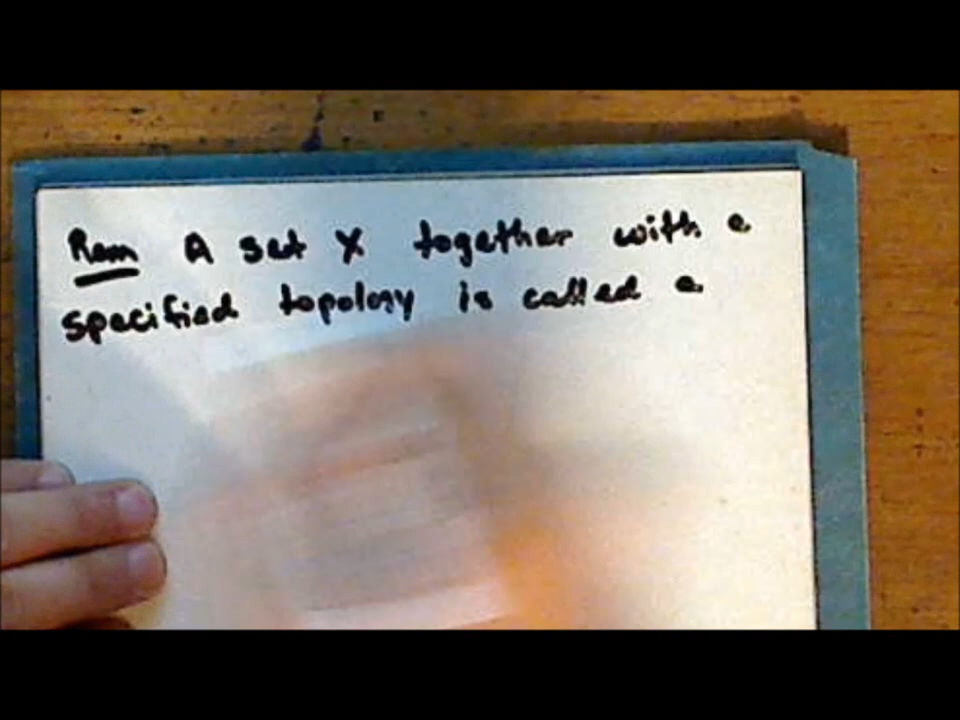 Rem A set X together with a
specified topology is called a